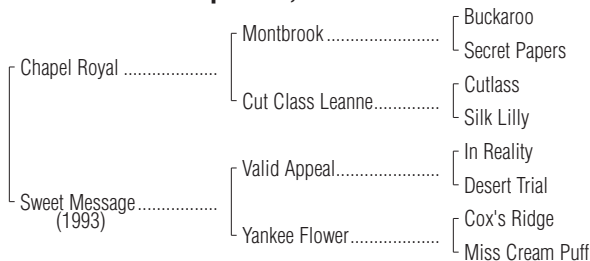 Buckaroo
Montbrook ........................
Secret Papers
Chapel Royal ....................
Cutlass
Cut Class Leanne..............
Silk Lilly
In Reality
Valid Appeal......................
Desert Trial
Sweet Message.................
(1993)
Cox's Ridge
Yankee Flower...................
Miss Cream Puff